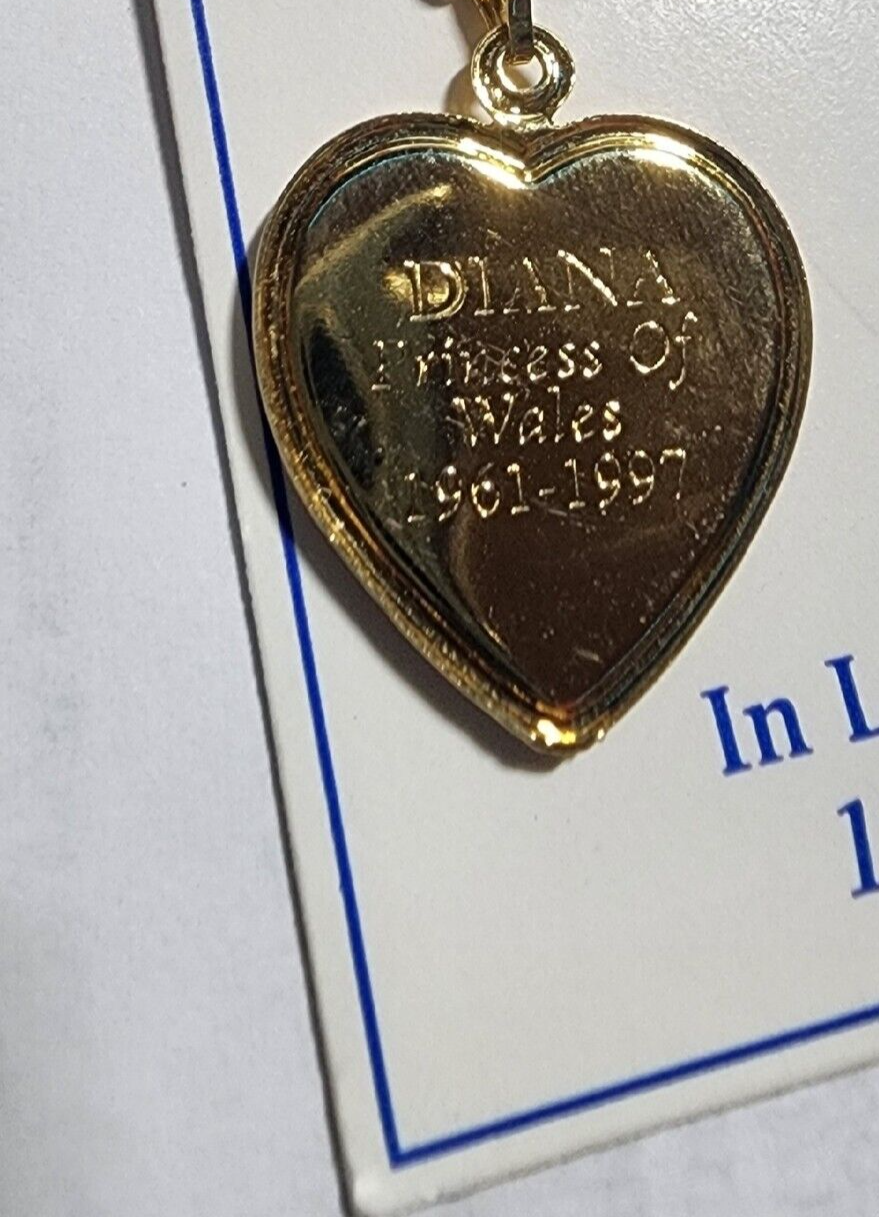 DIANA
Princess Of
Wales
1961-1997
In L
1